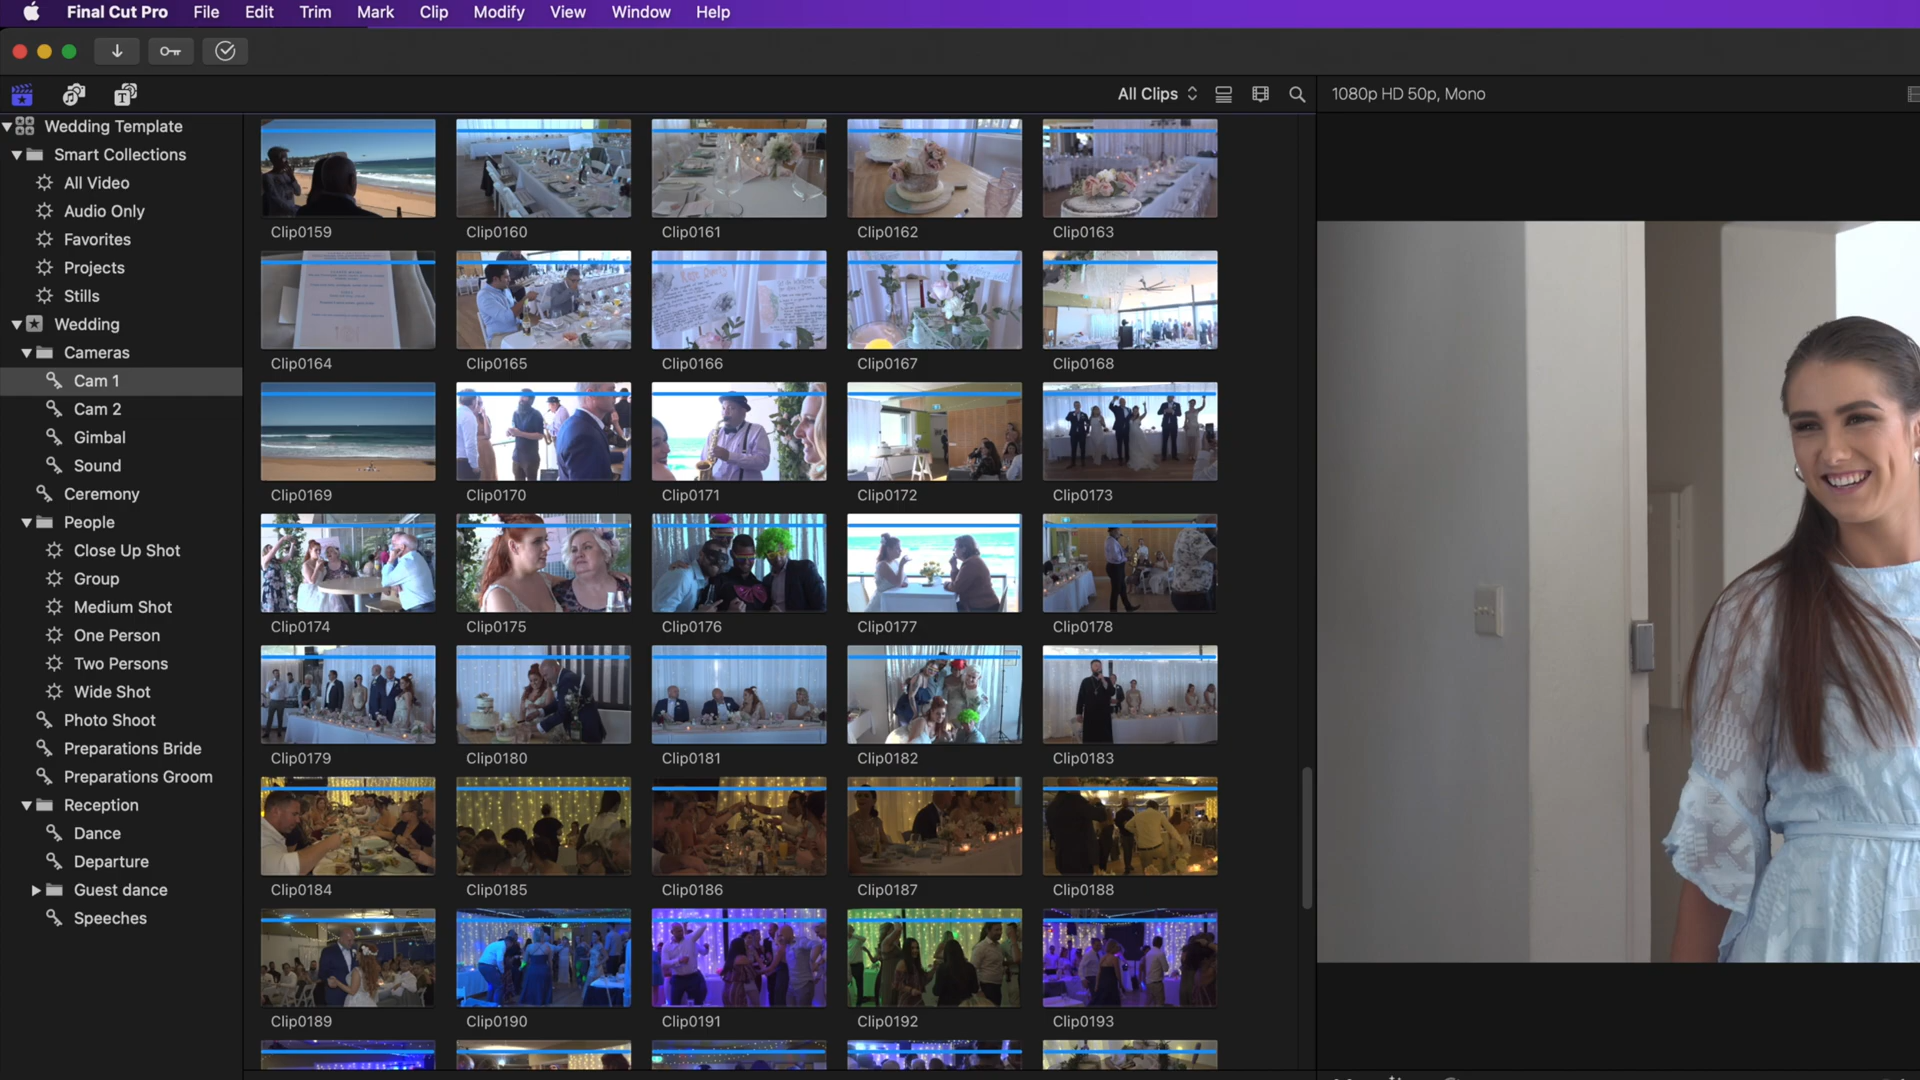 Final Cut Pro File Edit Trim Mark Clip Modify View Window Help
All Clips
1080p HD 50p, Mono
Wedding Template
Smart Collections
All Video
Audio Only
Favorites
Projects
Stills
Wedding
Cameras
Cam 1
Cam 2
Gimbal
Sound
Ceremony
People
Close Up Shot
Group
Medium Shot
One Person
Two Persons
Wide Shot
Photo Shoot
Preparations Bride
Preparations Groom
Reception
Dance
Departure
Guest dance
Speeches
Clip0159 Clip0160 Clip0161 Clip0162 Clip0163
Clip0164 Clip0165 Clip0166 Clip0167 Clip0168
Clip0169 Clip0170 Clip0171 Clip0172 Clip0173
Clip0174 Clip0175 Clip0176 Clip0177 Clip0178
Clip0179 Clip0180 Clip0181 Clip0182 Clip0183
Clip0184 Clip0185 Clip0186 Clip0187 Clip0188
Clip0189 Clip0190 Clip0191 Clip0192 Clip0193